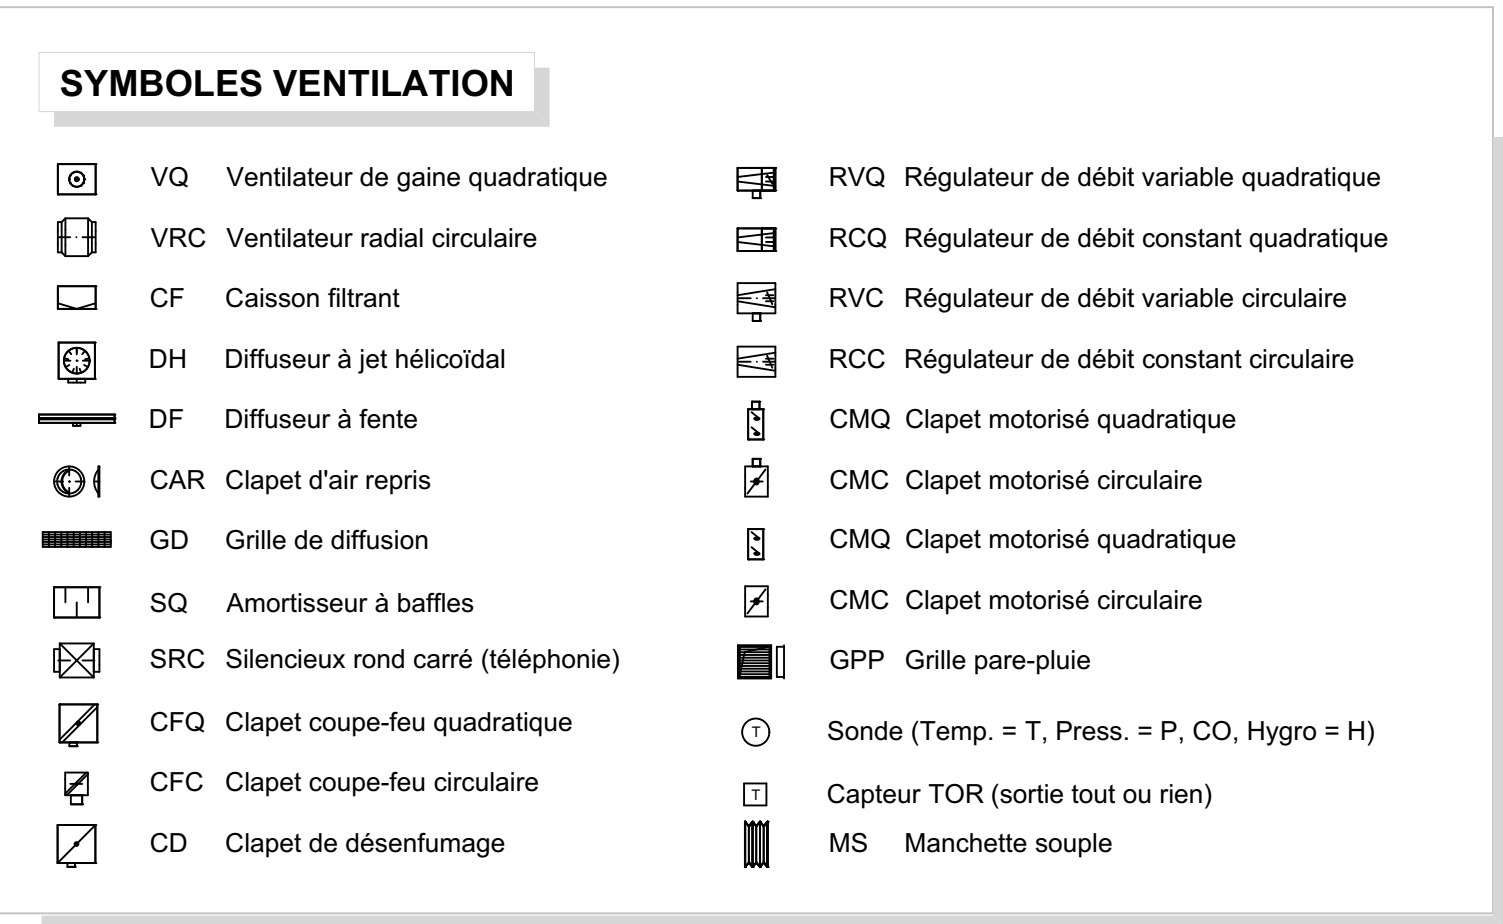 SYMBOLES VENTILATION
VQ Ventilateur de gaine quadratique
VRC Ventilateur radial circulaire
CF Caisson filtrant
DH Diffuseur à jet hélicoïdal
DF Diffuseur à fente
CAR Clapet d'air repris
GD Grille de diffusion
SQ Amortisseur à baffles
SRC Silencieux rond carré (téléphonie)
CFQ Clapet coupe-feu quadratique
CFC Clapet coupe-feu circulaire
CD Clapet de désenfumage
RVQ Régulateur de débit variable quadratique
RCQ Régulateur de débit constant quadratique
RVC Régulateur de débit variable circulaire
RCC Régulateur de débit constant circulaire
CMQ Clapet motorisé quadratique
CMC Clapet motorisé circulaire
CMQ Clapet motorisé quadratique
CMC Clapet motorisé circulaire
GPP Grille pare-pluie
T Sonde (Temp. = T, Press. = P, CO, Hygro = H)
T Capteur TOR (sortie tout ou rien)
MS Manchette souple